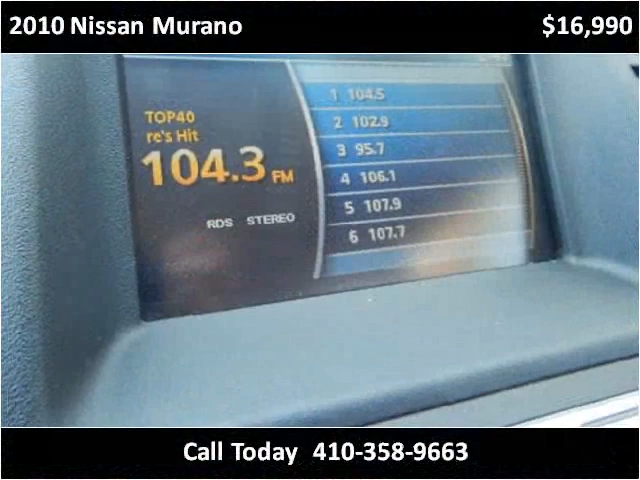 2010 Nissan Murano $16,990
TOP40
re's Hit
104.3 FM
RDS STEREO
1 104.5
2 102.9
3 95.7
4 106.1
5 107.9
6 107.7
Call Today 410-358-9663